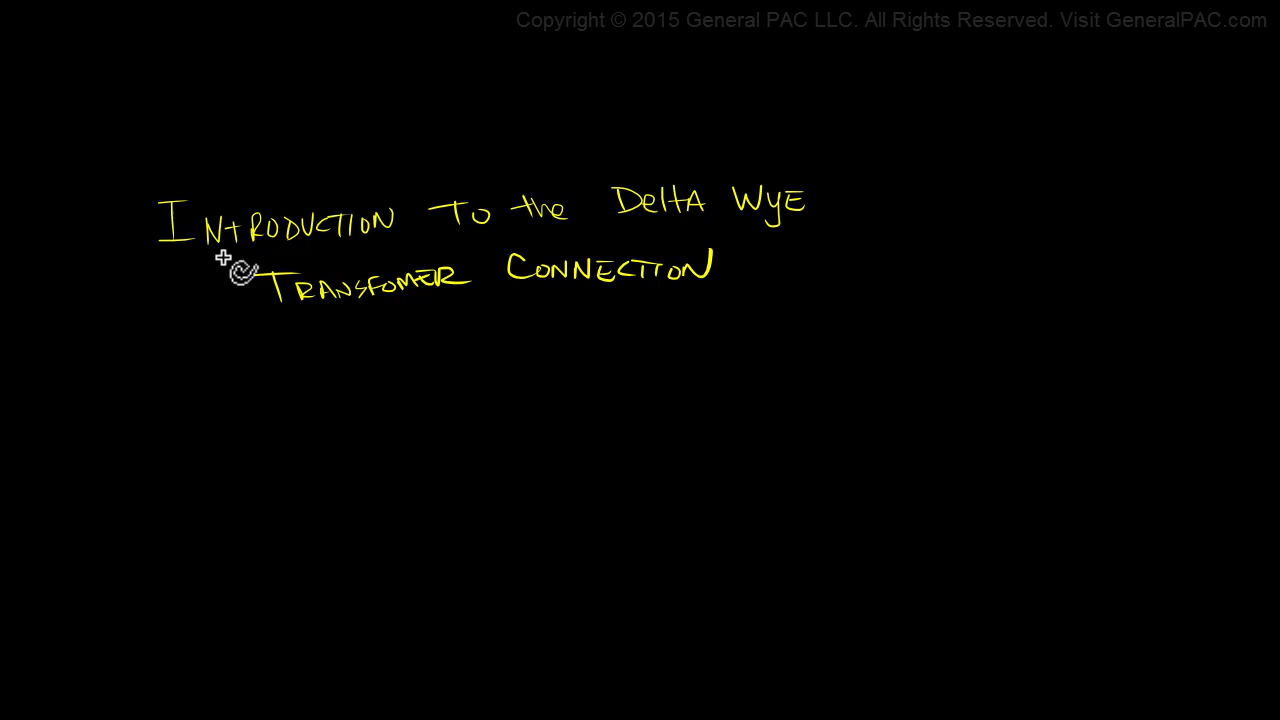 Copyright © 2015 General PAC LLC. All Rights Reserved. Visit GeneralPAC.com
INtRODUCTION To the DeltA WyE
TRANSFOMER CONNECTION